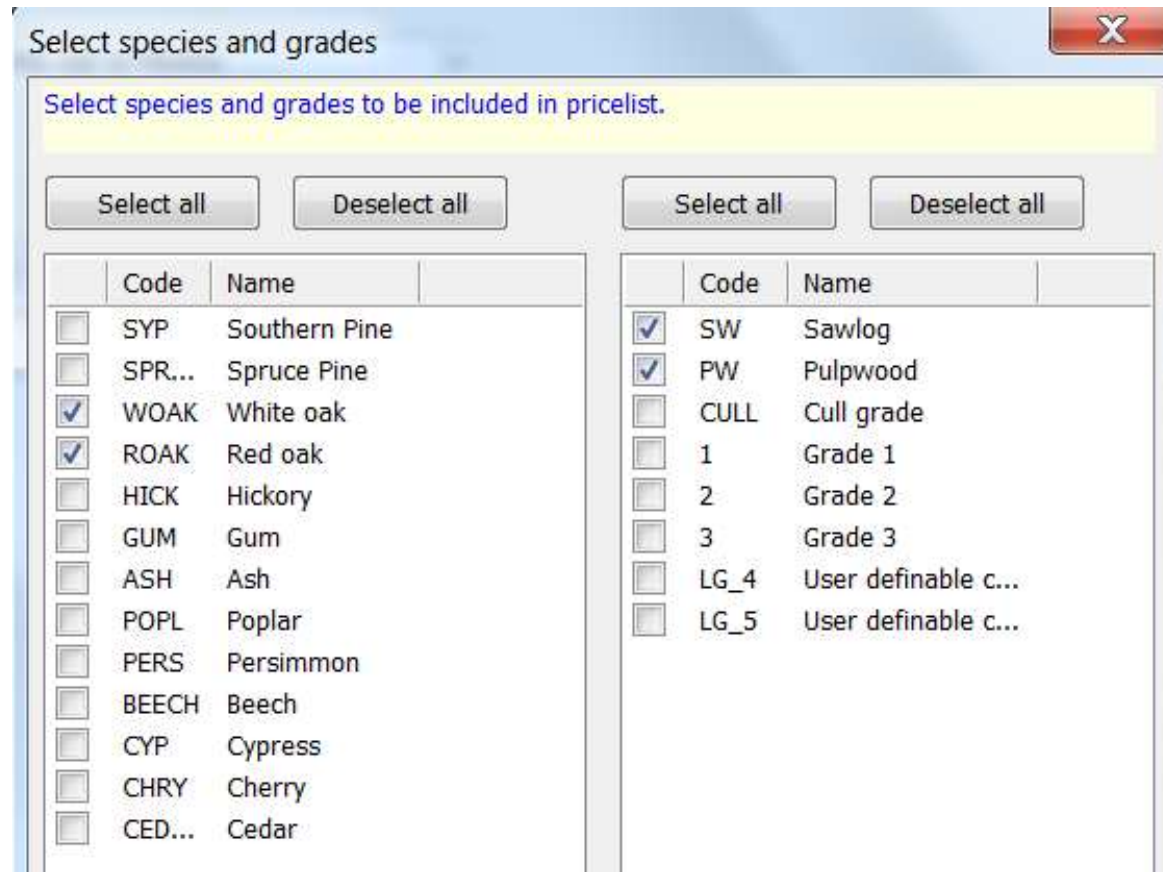 Select species and grades
Select species and grades to be included in pricelist.
Select all Deselect all Select all Deselect all
Code Name
SYP Southern Pine
SPR... Spruce Pine
WOAK White oak
ROAK Red oak
HICK Hickory
GUM Gum
ASH Ash
POPL Poplar
PERS Persimmon
BEECH Beech
CYP Cypress
CHRY Cherry
CED... Cedar
Code Name
SW Sawlog
PW Pulpwood
CULL Cull grade
1 Grade 1
2 Grade 2
3 Grade 3
LG_4 User definable c...
LG_5 User definable c...